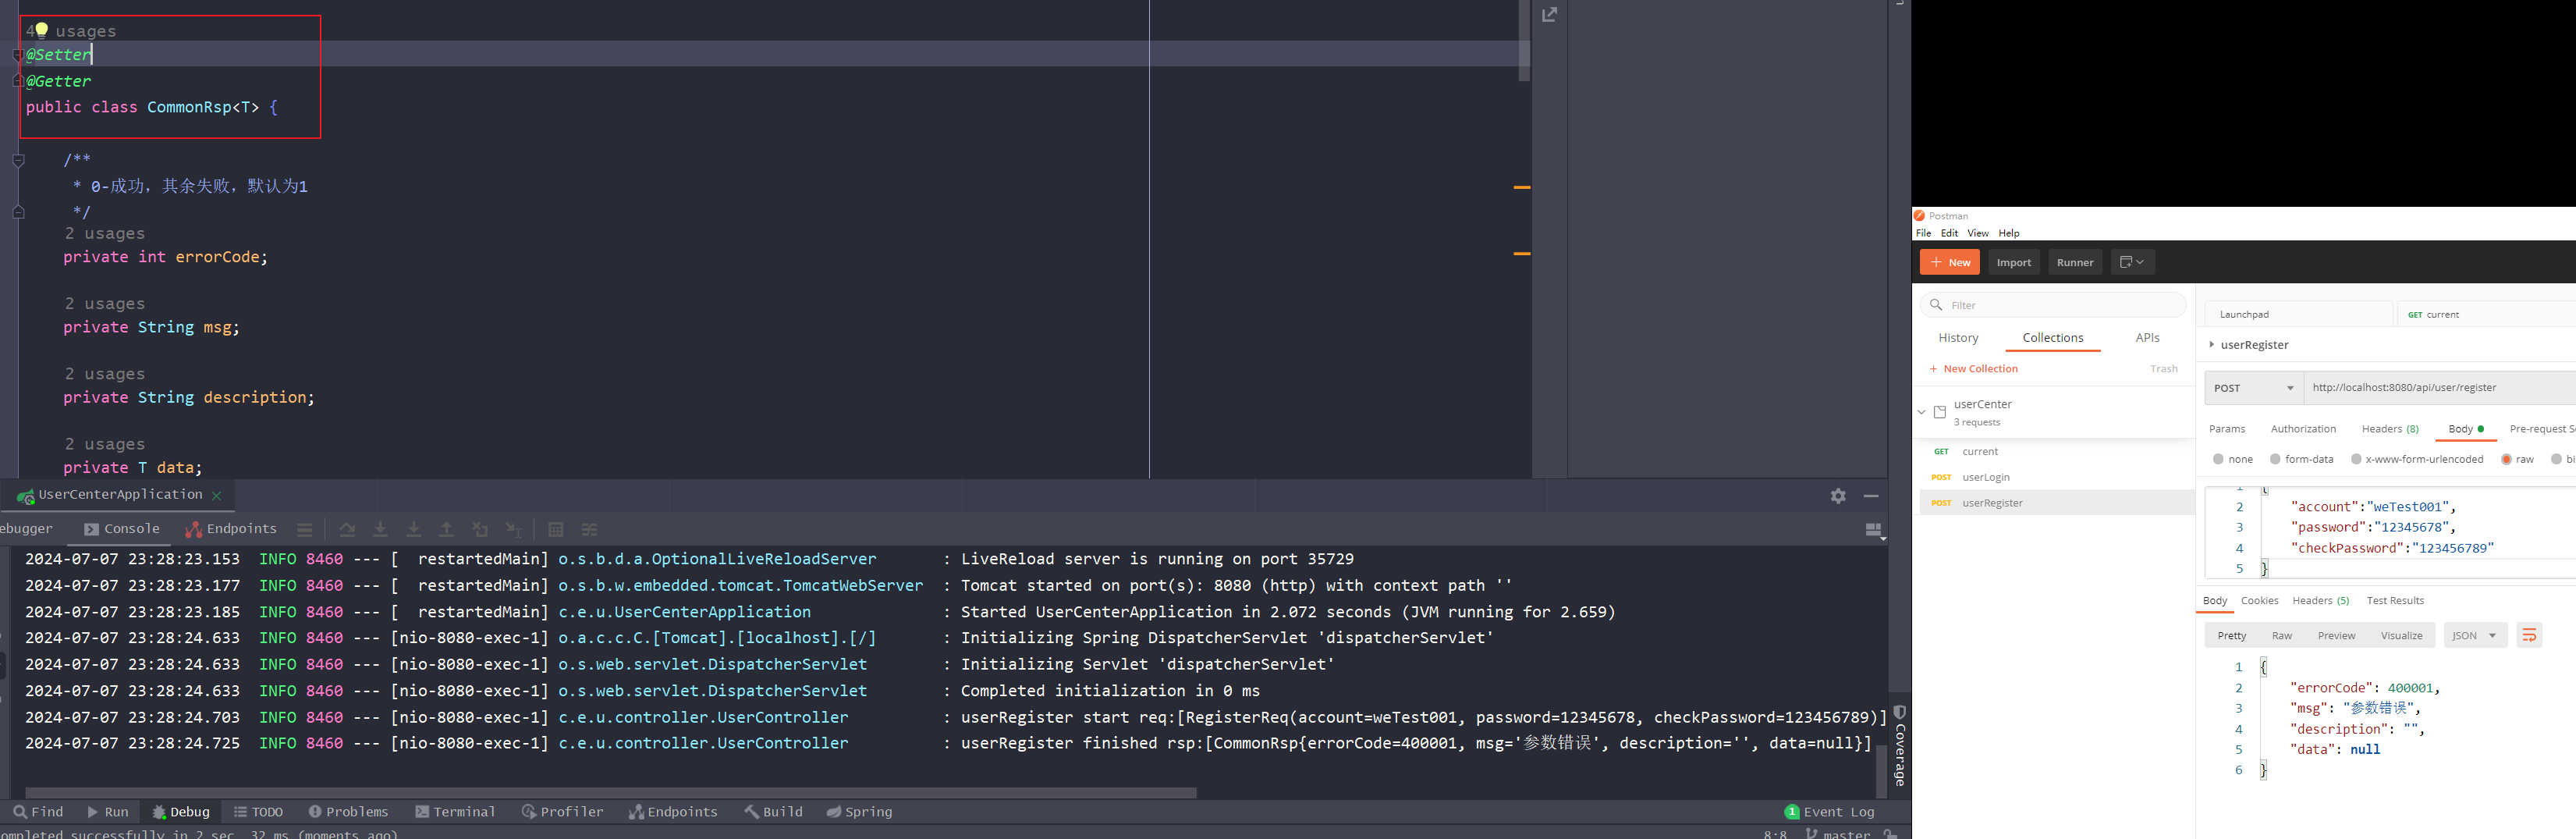 4 usages
@Setter
@Getter
public class CommonRsp<T> {
/**
* 0-成功，其余失败，默认为1
*/
2 usages
private int errorCode;
2 usages
private String msg;
2 usages
private String description;
2 usages
private T data;
UserCenterApplication
ebugger
Console
Endpoints
2024-07-07 23:28:23.153  INFO 8460 --- [  restartedMain] o.s.b.d.a.OptionalLiveReloadServer       : LiveReload server is running on port 35729
2024-07-07 23:28:23.177  INFO 8460 --- [  restartedMain] o.s.b.w.embedded.tomcat.TomcatWebServer  : Tomcat started on port(s): 8080 (http) with context path ''
2024-07-07 23:28:23.185  INFO 8460 --- [  restartedMain] c.e.u.UserCenterApplication              : Started UserCenterApplication in 2.072 seconds (JVM running for 2.659)
2024-07-07 23:28:24.633  INFO 8460 --- [nio-8080-exec-1] o.a.c.c.C.[Tomcat].[localhost].[/]       : Initializing Spring DispatcherServlet 'dispatcherServlet'
2024-07-07 23:28:24.633  INFO 8460 --- [nio-8080-exec-1] o.s.web.servlet.DispatcherServlet        : Initializing Servlet 'dispatcherServlet'
2024-07-07 23:28:24.633  INFO 8460 --- [nio-8080-exec-1] o.s.web.servlet.DispatcherServlet        : Completed initialization in 0 ms
2024-07-07 23:28:24.703  INFO 8460 --- [nio-8080-exec-1] c.e.u.controller.UserController          : userRegister start req:[RegisterReq(account=weTest001, password=12345678, checkPassword=123456789)]
2024-07-07 23:28:24.725  INFO 8460 --- [nio-8080-exec-1] c.e.u.controller.UserController          : userRegister finished rsp:[CommonRsp{errorCode=400001, msg='参数错误', description='', data=null}]
Coverage
Find
Run
Debug
TODO
Problems
Terminal
Profiler
Endpoints
Build
Spring
1 Event Log
ompleted successfully in 2 sec, 32 ms (moments ago)
8:8
master
Postman
File Edit View Help
New
Import
Runner
Filter
History
Collections
APIs
+ New Collection
Trash
userCenter
3 requests
GET current
POST userLogin
POST userRegister
Launchpad
GET current
userRegister
POST
http://localhost:8080/api/user/register
Params
Authorization
Headers (8)
Body
Pre-request S
none
form-data
x-www-form-urlencoded
raw
bi
1 {
2 "account":"weTest001",
3 "password":"12345678",
4 "checkPassword":"123456789"
5 }
Body
Cookies
Headers (5)
Test Results
Pretty
Raw
Preview
Visualize
JSON
1 {
2 "errorCode": 400001,
3 "msg": "参数错误",
4 "description": "",
5 "data": null
6 }